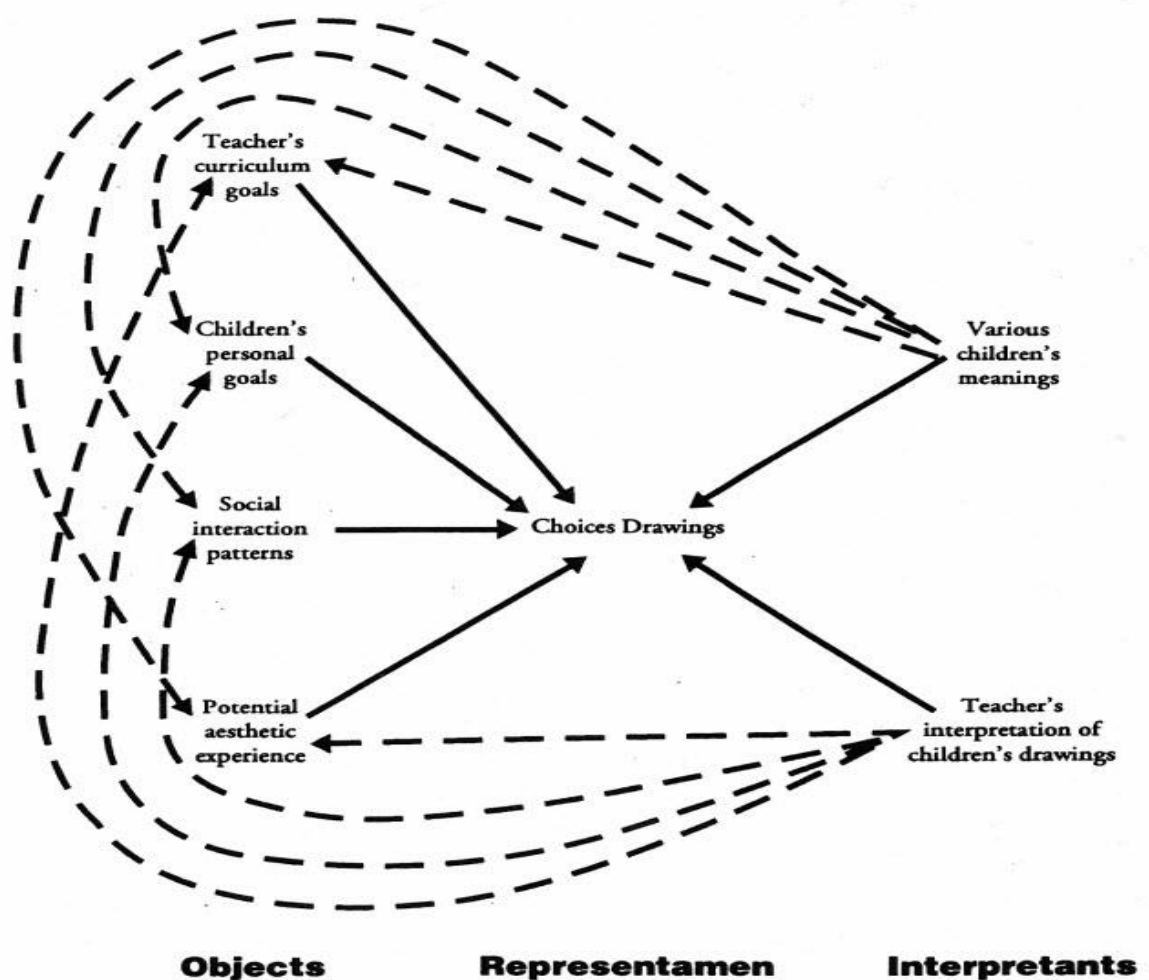 Teacher's
curriculum
goals
Children's
personal
goals
Various
children's
meanings
Social
interaction
patterns
Choices Drawings
Potential
aesthetic
experience
Teacher's
interpretation of
children's drawings
Objects
Representamen
Interpretants